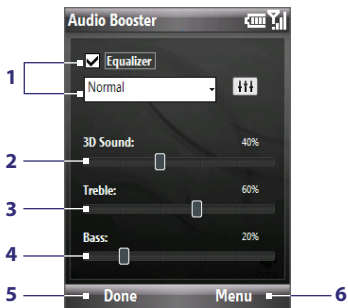 Audio Booster
1
Equalizer
Normal
3D Sound: 40%
2
Treble: 60%
3
Bass: 20%
4
5 Done Menu 6